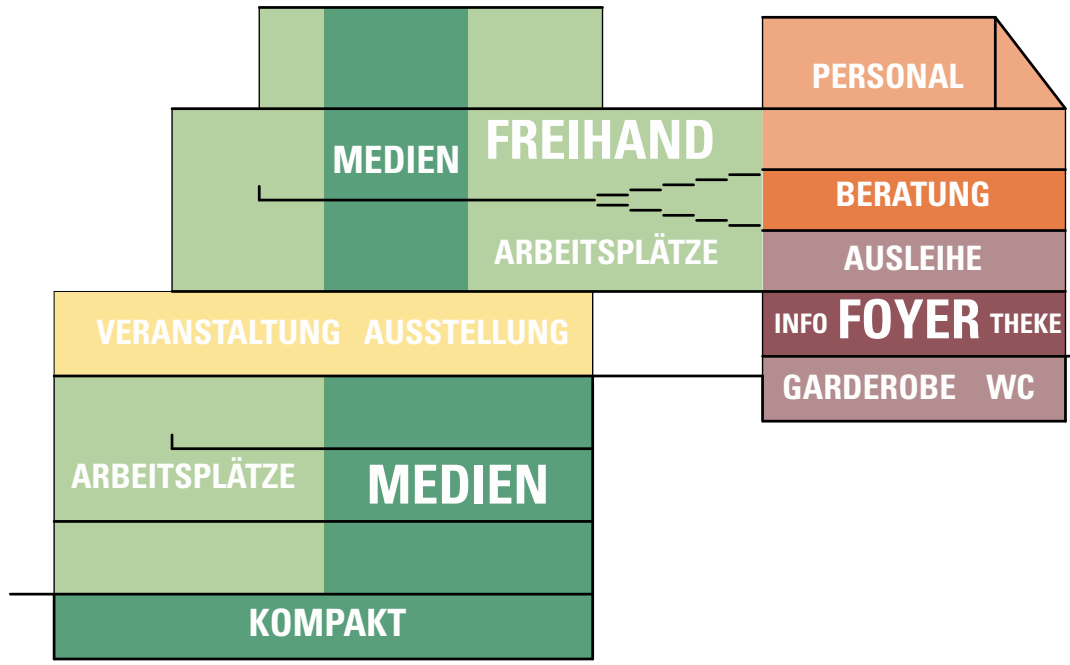 PERSONAL
MEDIEN FREIHAND
BERATUNG
ARBEITSPLÄTZE AUSLEIHE
VERANSTALTUNG AUSSTELLUNG INFO FOYER THEKE
GARDEROBE WC
ARBEITSPLÄTZE MEDIEN
KOMPAKT